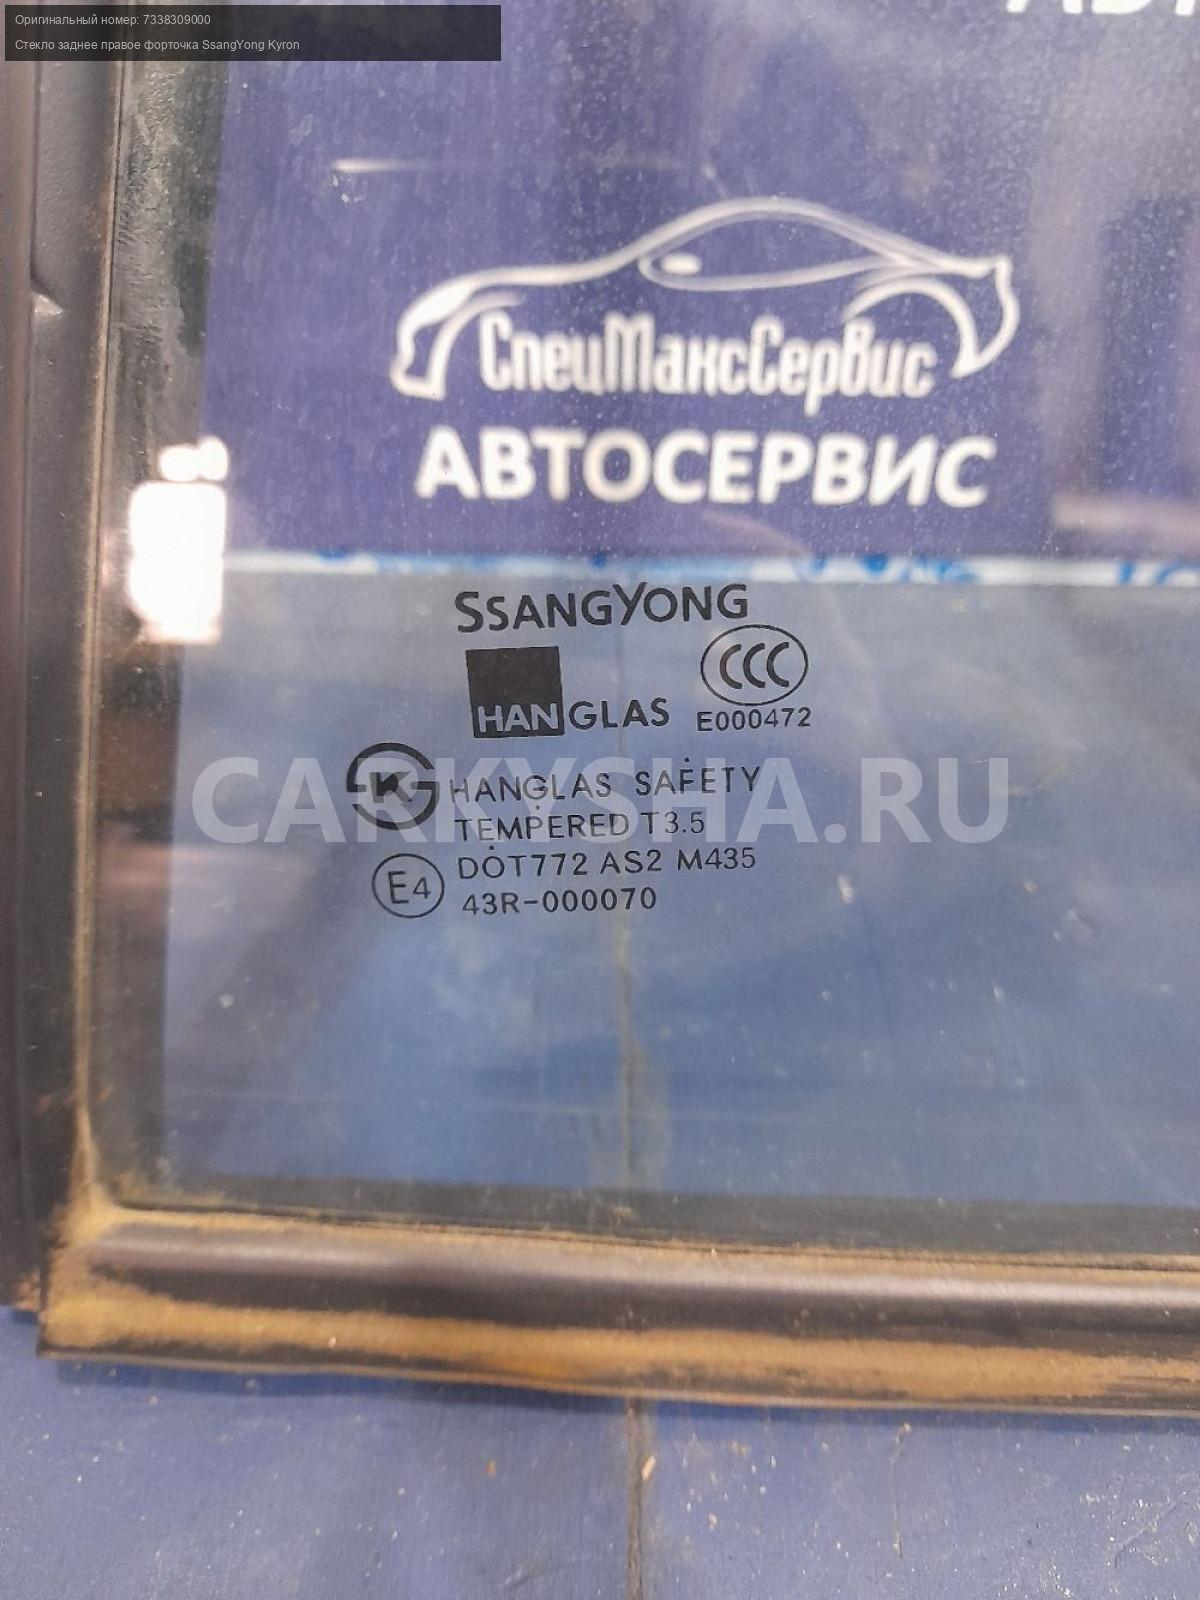 Оригинальный номер: 7338309000
Стекло заднее правое форточка SsangYong Kyron
СпецМаксСервис
АВТОСЕРВИС
SSANGYONG
CCC
HANGLAS E000472
K HANGLAS SAFETY
CARKYSHA.RU
TEMPERED T3.5
DOT772 AS2 M435
E4 43R-000070